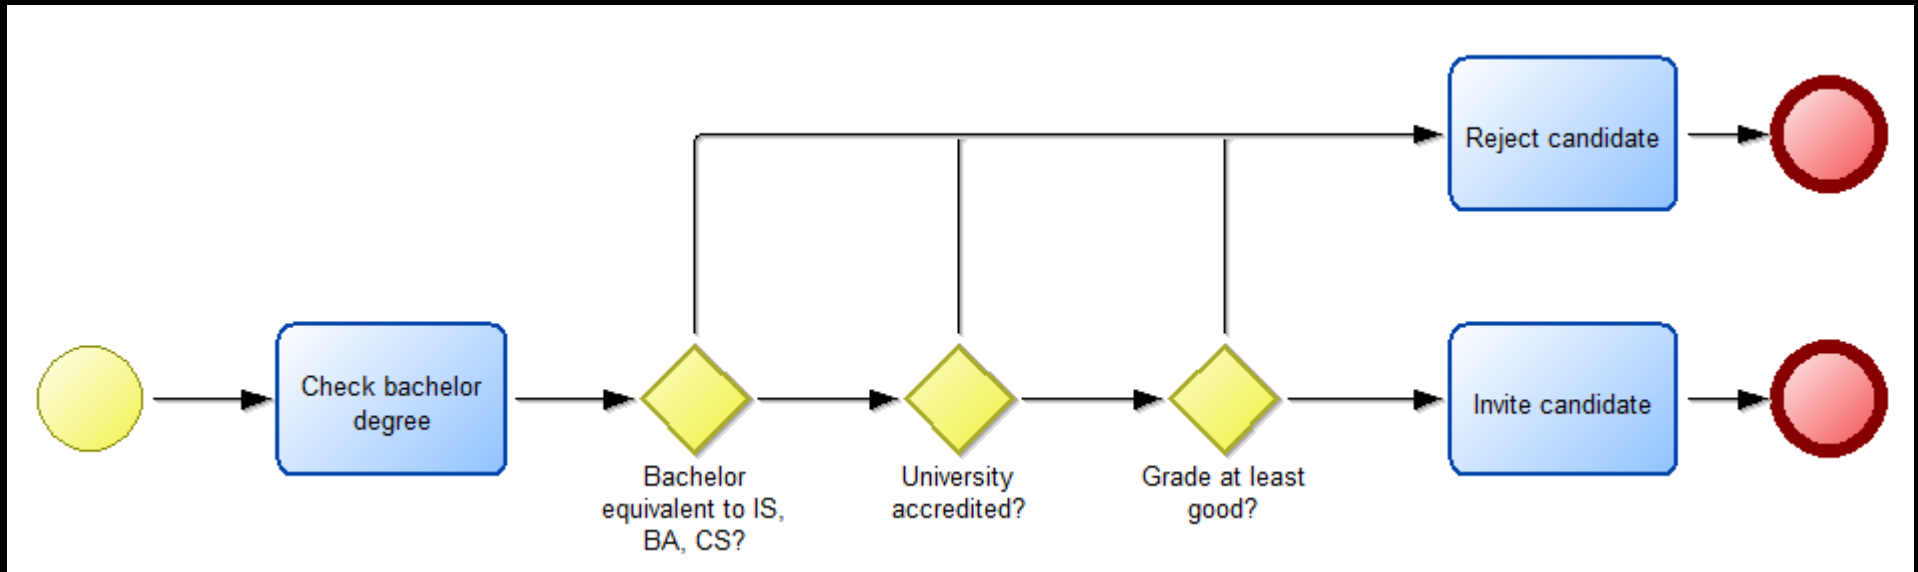 Reject candidate
Check bachelor
degree
Invite candidate
Bachelor
equivalent to IS,
BA, CS?
University
accredited?
Grade at least
good?